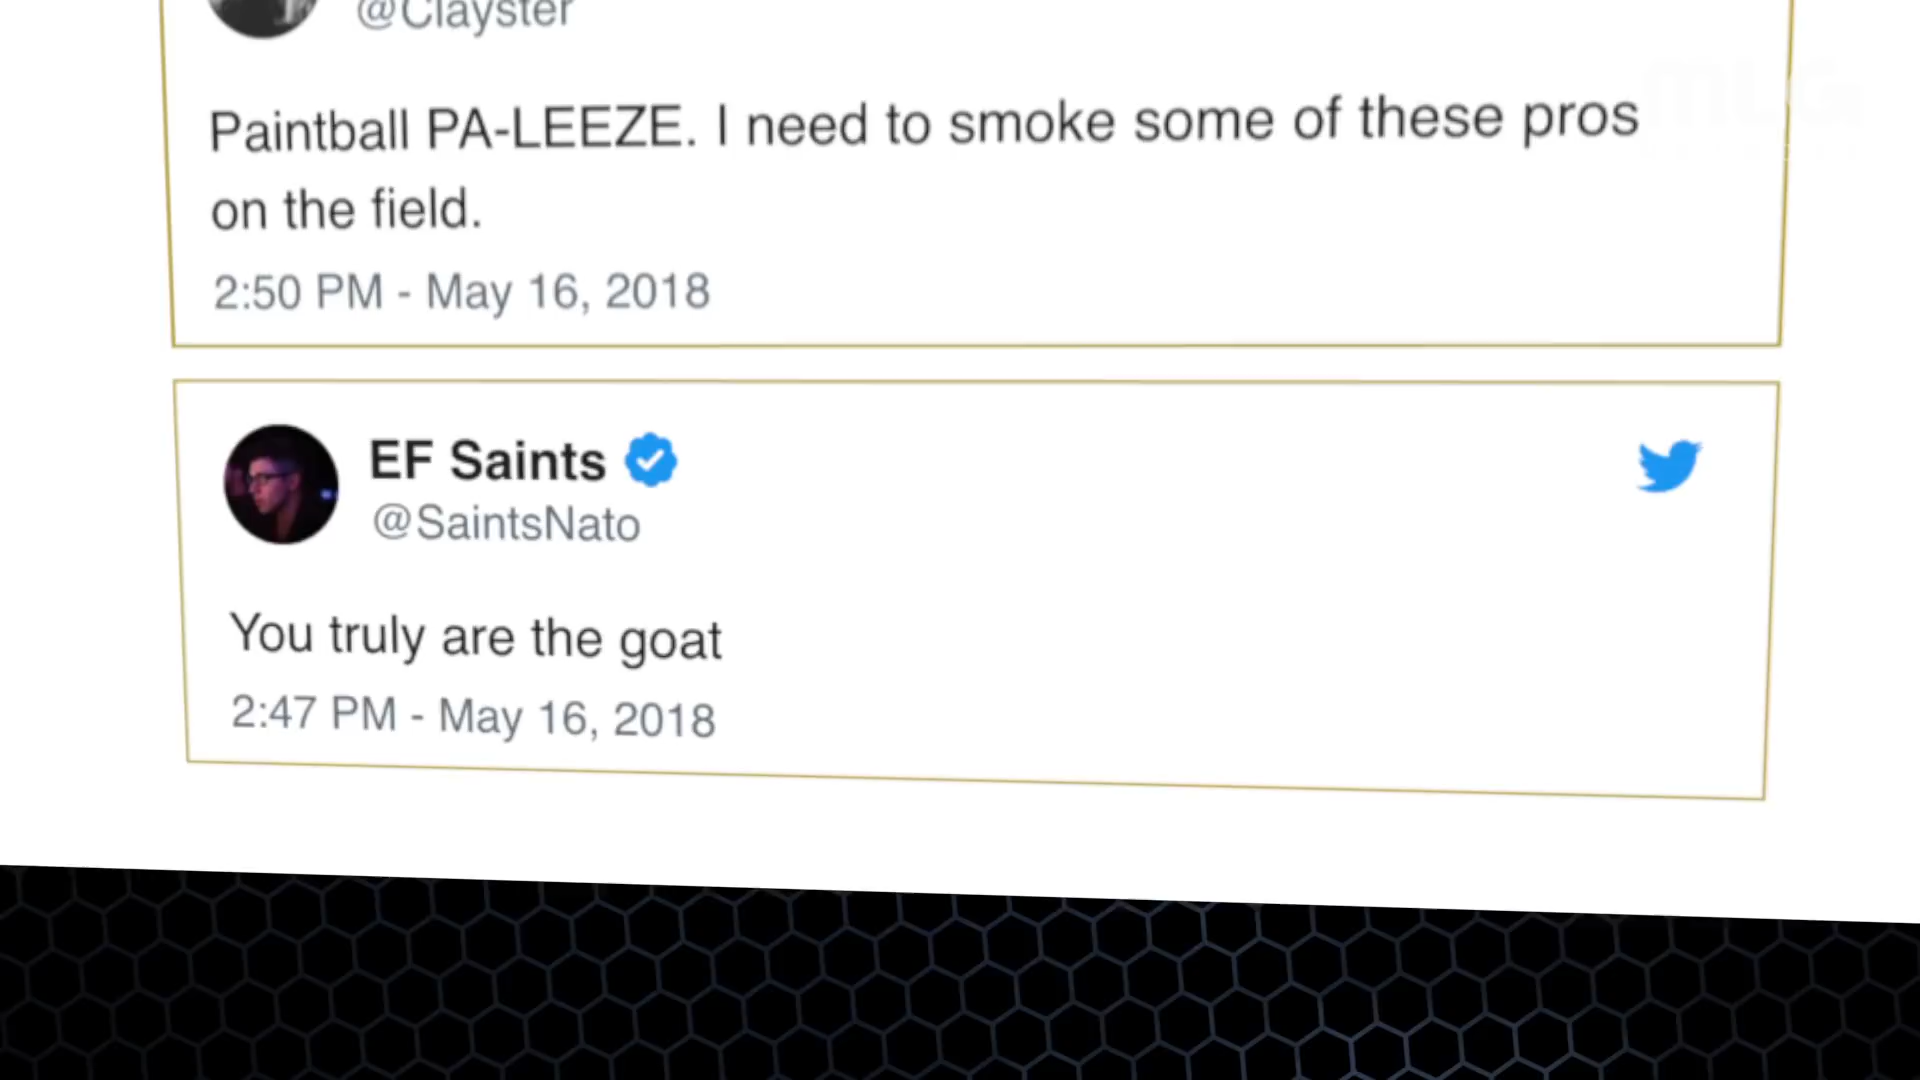 @Clayster
Paintball PA-LEEZE. I need to smoke some of these pros
on the field.
2:50 PM - May 16, 2018
EF Saints
@SaintsNato
You truly are the goat
2:47 PM - May 16, 2018
MLG